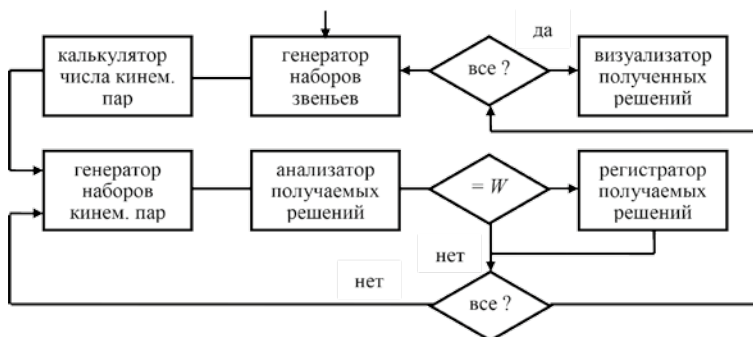 да
калькулятор
числа кинем.
пар
генератор
наборов
звеньев
все ?
визуализатор
полученных
решений
генератор
наборов
кинем. пар
анализатор
получаемых
решений
= W
регистратор
получаемых
решений
нет
нет
все ?